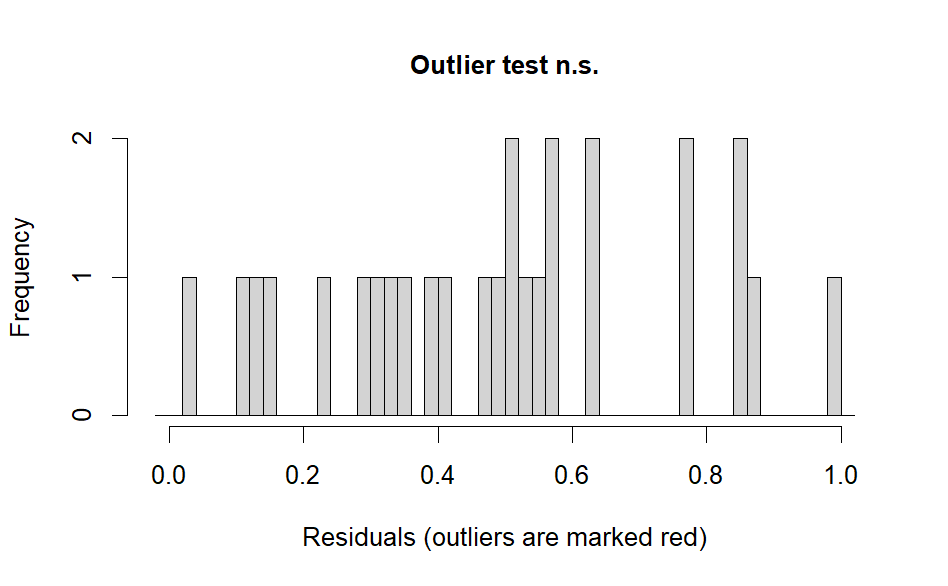 Outlier test n.s.
Frequency
2
1
0
0.0 0.2 0.4 0.6 0.8 1.0
Residuals (outliers are marked red)